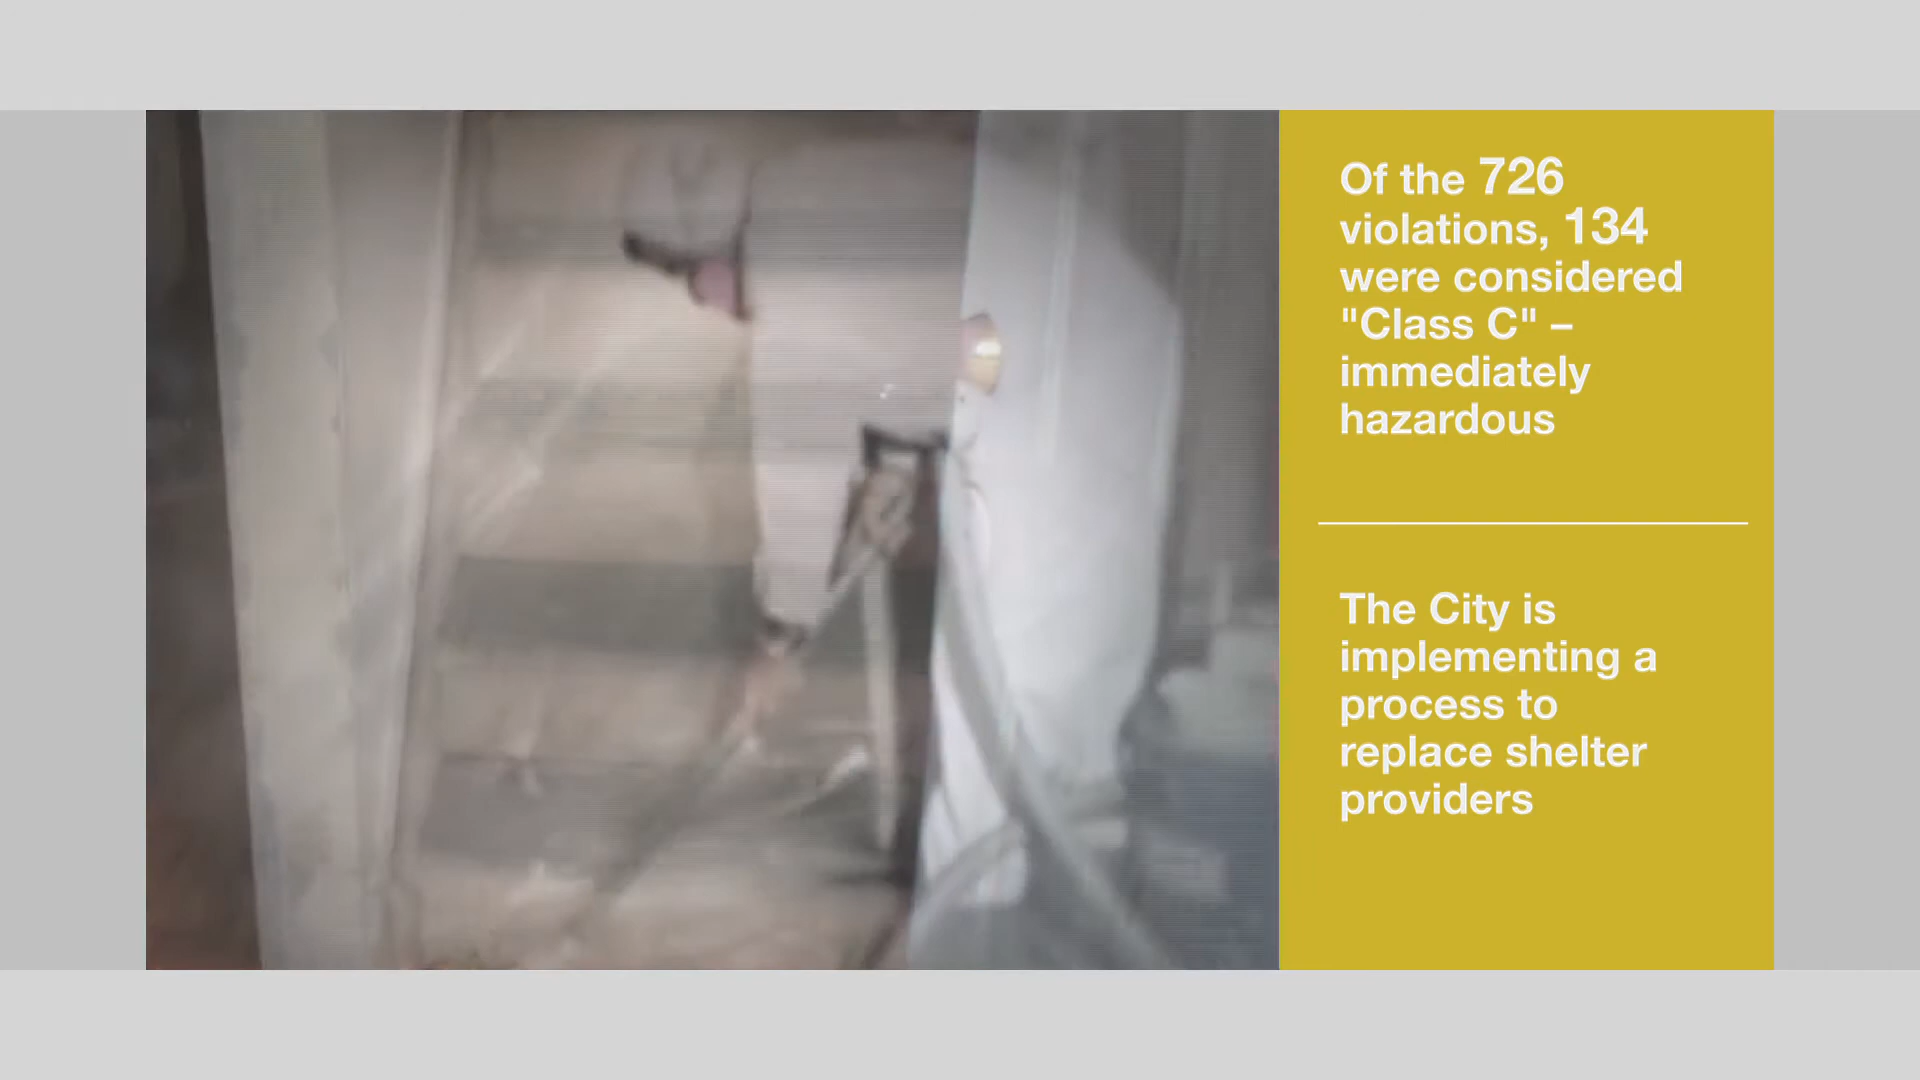 Of the 726
violations, 134
were considered
"Class C" –
immediately
hazardous
The City is
implementing a
process to
replace shelter
providers